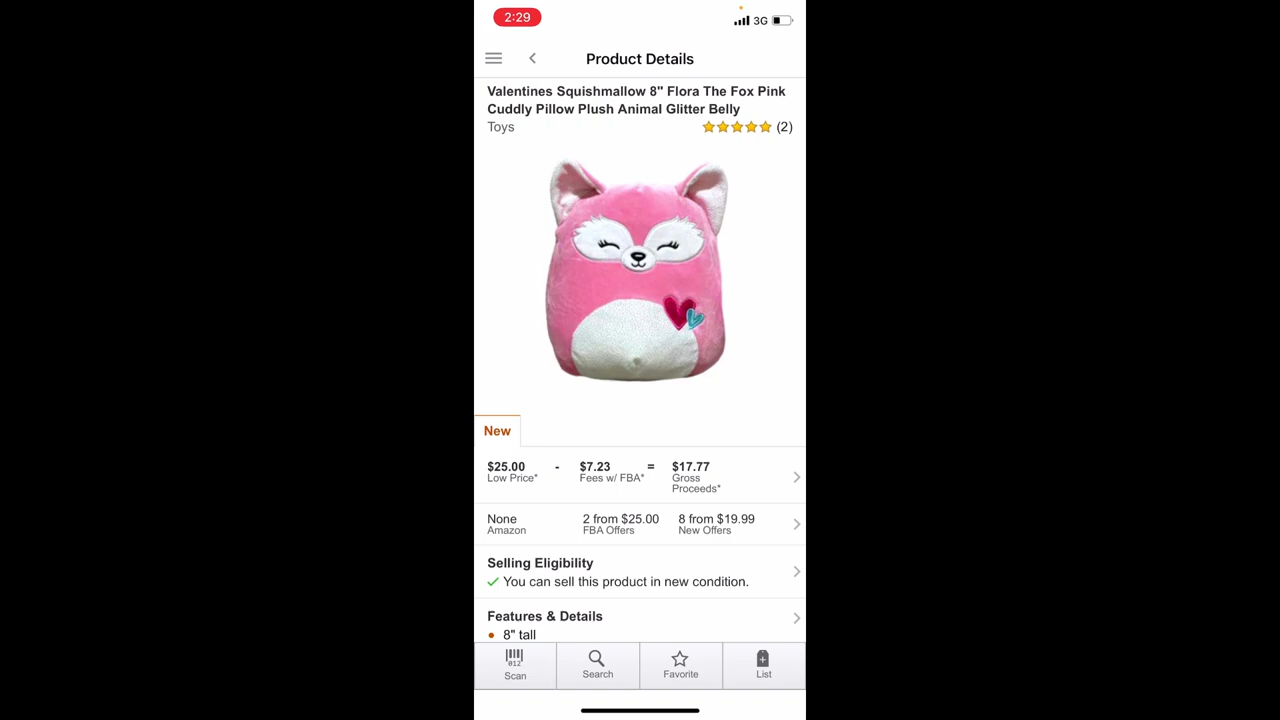 2:29
3G
Product Details
Valentines Squishmallow 8" Flora The Fox Pink
Cuddly Pillow Plush Animal Glitter Belly
Toys (2)
New
$25.00 - $7.23 = $17.77
Low Price* Fees w/ FBA* Gross
Proceeds*
None 2 from $25.00 8 from $19.99
Amazon FBA Offers New Offers
Selling Eligibility
You can sell this product in new condition.
Features & Details
• 8" tall
012
Scan Search Favorite List